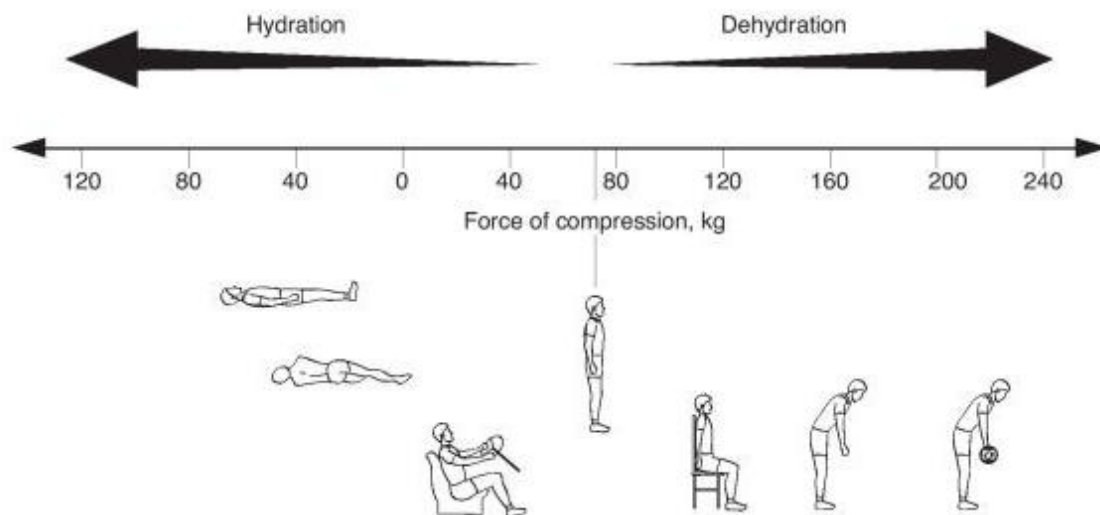 Hydration Dehydration
120 80 40 0 40 80 120 160 200 240
Force of compression, kg